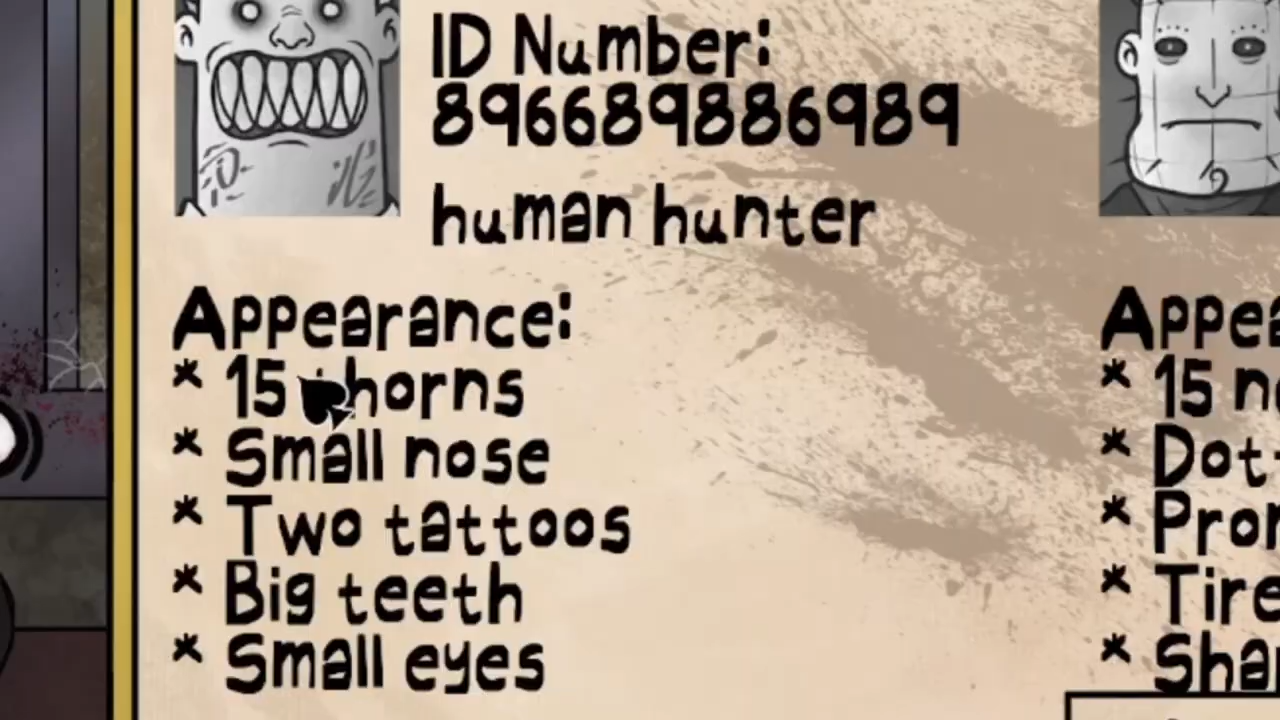 ID Number:
896689886989
human hunter
Appearance:
* 15 thorns
* Small nose
* Two tattoos
* Big teeth
* Small eyes
Appea
* 15 n
* Dot
* Pro
* Tire
* Sha